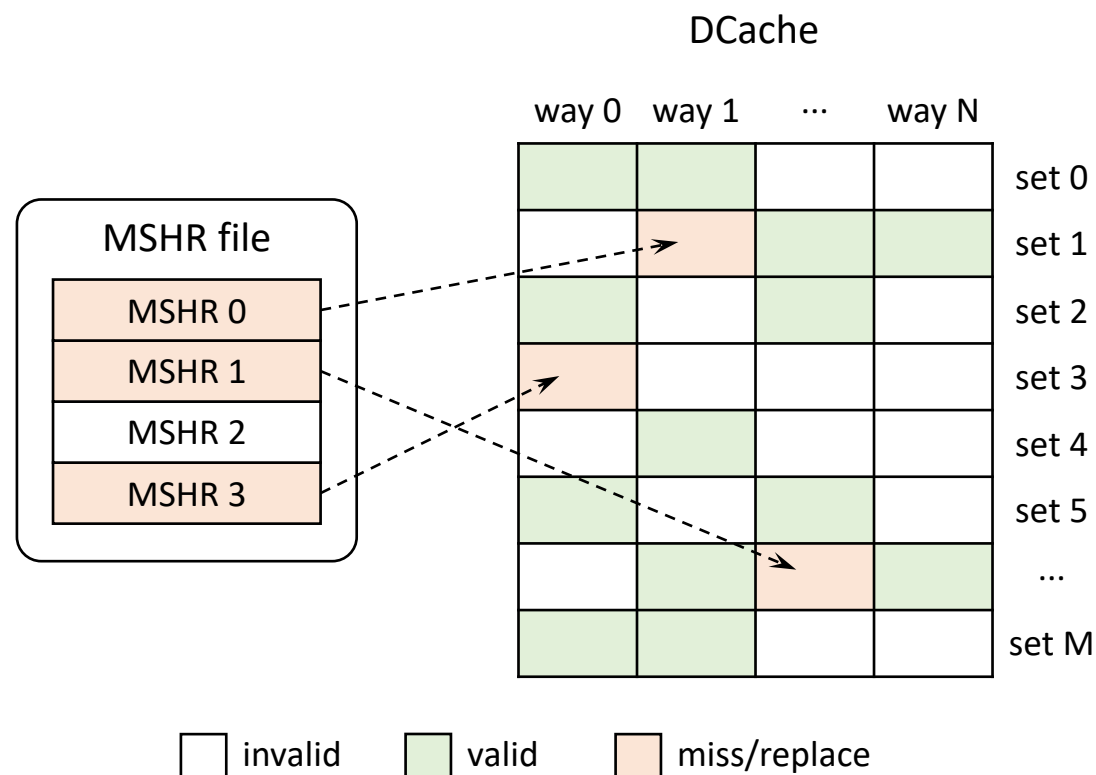 DCache
way 0 way 1 ... way N
set 0
set 1
set 2
set 3
set 4
set 5
...
set M
MSHR file
MSHR 0
MSHR 1
MSHR 2
MSHR 3
invalid valid miss/replace